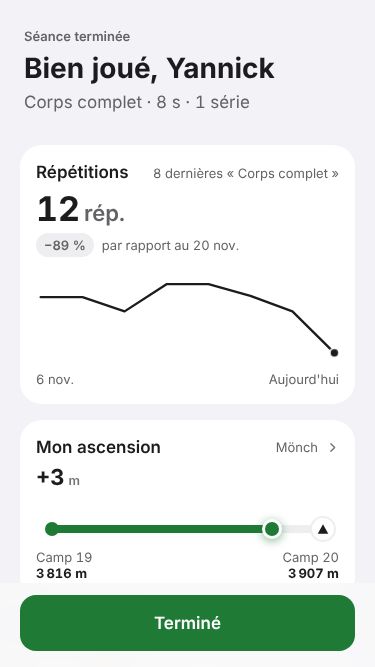 Séance terminée
Bien joué, Yannick
Corps complet · 8 s · 1 série
Répétitions
8 dernières « Corps complet »
12 rép.
−89 % par rapport au 20 nov.
6 nov.
Aujourd'hui
Mon ascension
Mönch
+3 m
Camp 19
Camp 20
3 816 m
3 907 m
Terminé